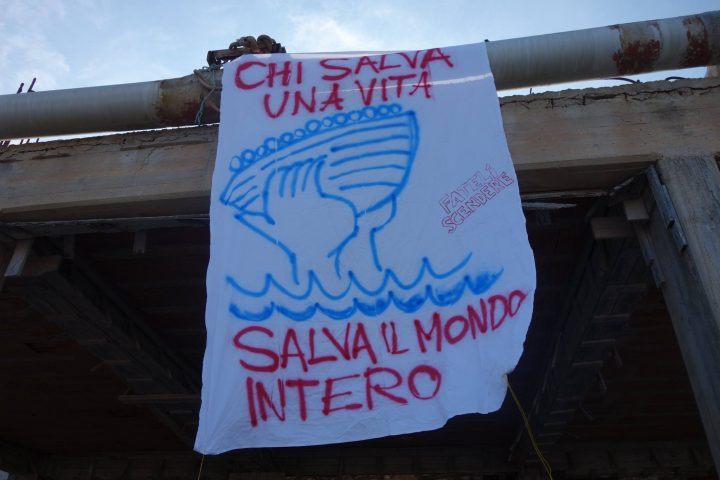 CHI SALVA
UNA VITA
FATELI
SCENDERE
SALVA IL MONDO
INTERO